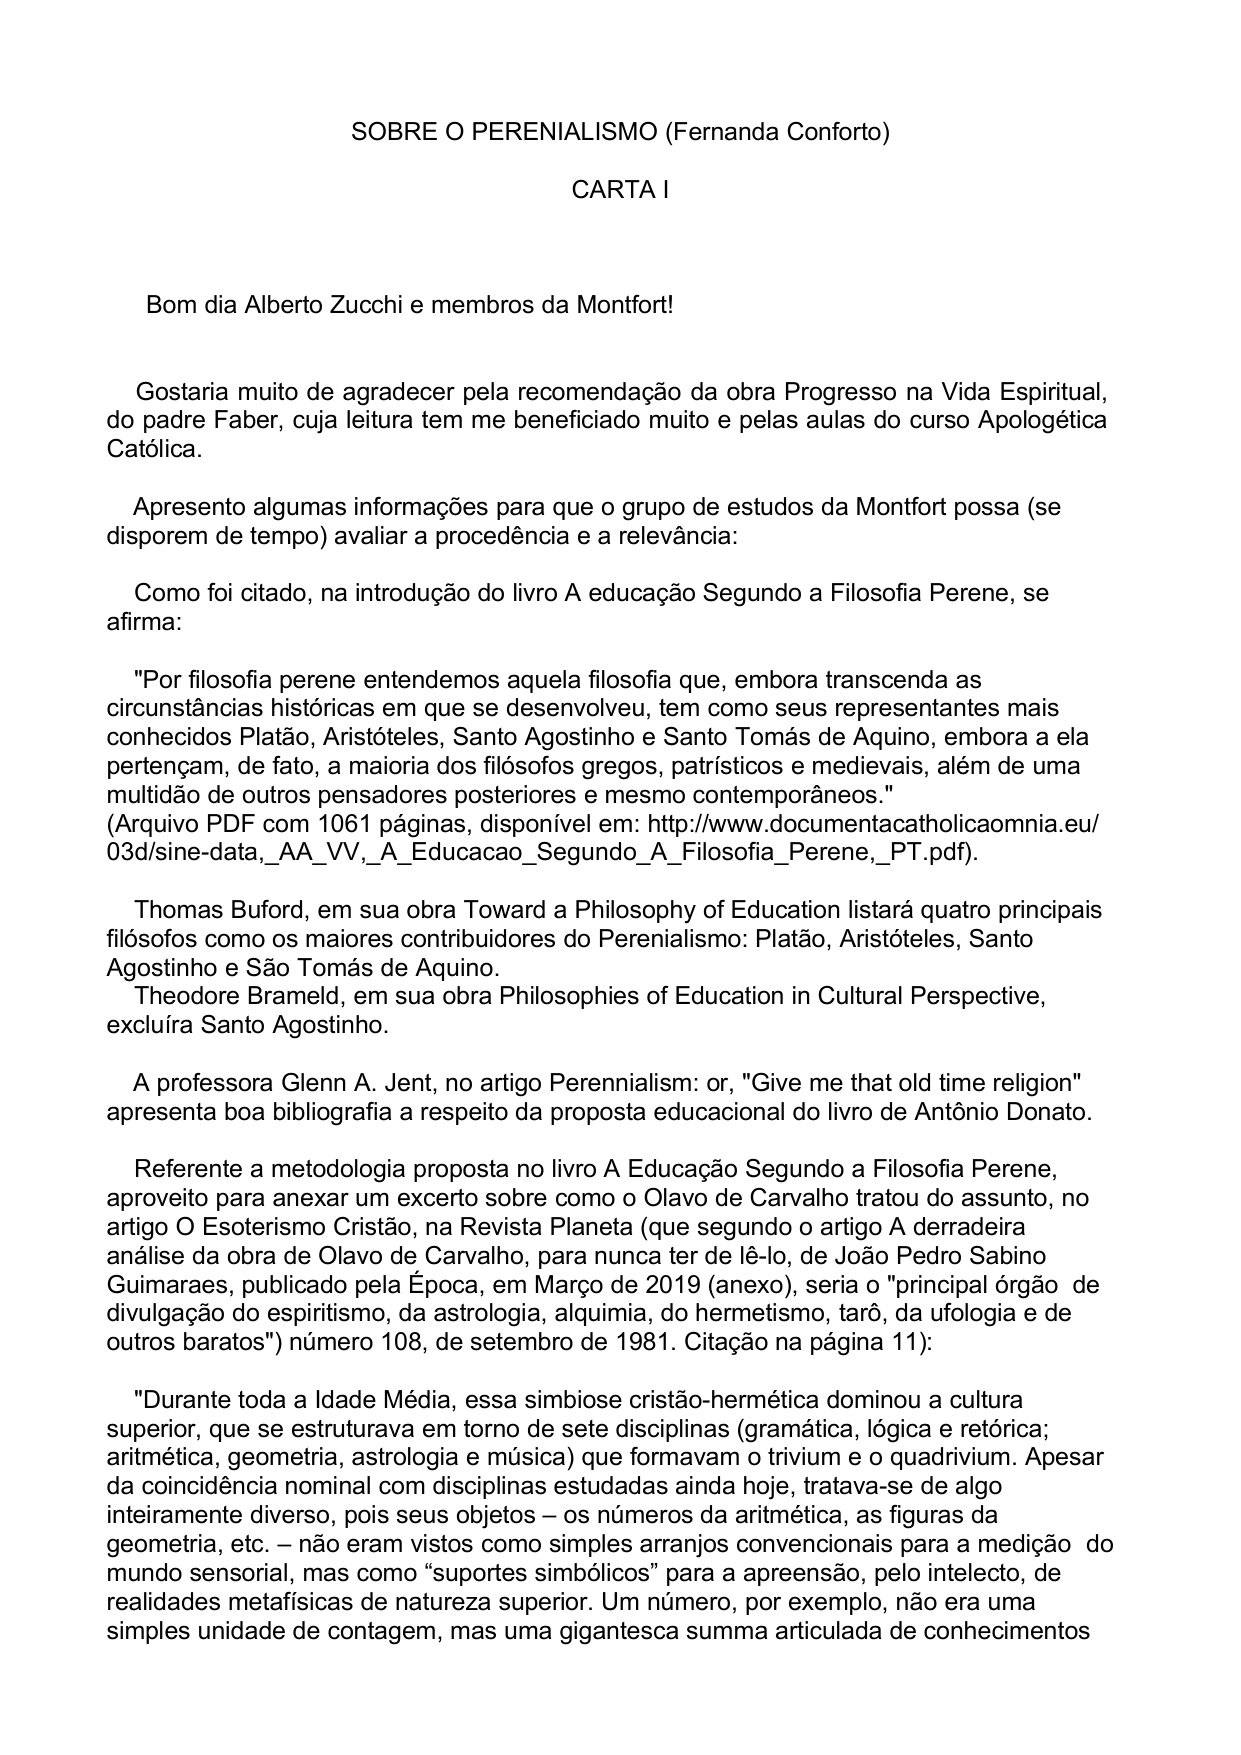 SOBRE O PERENIALISMO (Fernanda Conforto)
CARTA I
Bom dia Alberto Zucchi e membros da Montfort!
Gostaria muito de agradecer pela recomendação da obra Progresso na Vida Espiritual,
do padre Faber, cuja leitura tem me beneficiado muito e pelas aulas do curso Apologética
Católica.
Apresento algumas informações para que o grupo de estudos da Montfort possa (se
disporem de tempo) avaliar a procedência e a relevância:
Como foi citado, na introdução do livro A educação Segundo a Filosofia Perene, se
afirma:
"Por filosofia perene entendemos aquela filosofia que, embora transcenda as
circunstâncias históricas em que se desenvolveu, tem como seus representantes mais
conhecidos Platão, Aristóteles, Santo Agostinho e Santo Tomás de Aquino, embora a ela
pertençam, de fato, a maioria dos filósofos gregos, patrísticos e medievais, além de uma
multidão de outros pensadores posteriores e mesmo contemporâneos."
(Arquivo PDF com 1061 páginas, disponível em: http://www.documentacatholicaomnia.eu/
03d/sine-data,_AA_VV,_A_Educacao_Segundo_A_Filosofia_Perene,_PT.pdf).
Thomas Buford, em sua obra Toward a Philosophy of Education listará quatro principais
filósofos como os maiores contribuidores do Perenialismo: Platão, Aristóteles, Santo
Agostinho e São Tomás de Aquino.
Theodore Brameld, em sua obra Philosophies of Education in Cultural Perspective,
excluíra Santo Agostinho.
A professora Glenn A. Jent, no artigo Perennialism: or, "Give me that old time religion"
apresenta boa bibliografia a respeito da proposta educacional do livro de Antônio Donato.
Referente a metodologia proposta no livro A Educação Segundo a Filosofia Perene,
aproveito para anexar um excerto sobre como o Olavo de Carvalho tratou do assunto, no
artigo O Esoterismo Cristão, na Revista Planeta (que segundo o artigo A derradeira
análise da obra de Olavo de Carvalho, para nunca ter de lê-lo, de João Pedro Sabino
Guimaraes, publicado pela Época, em Março de 2019 (anexo), seria o "principal órgão  de
divulgação do espiritismo, da astrologia, alquimia, do hermetismo, tarô, da ufologia e de
outros baratos") número 108, de setembro de 1981. Citação na página 11):
"Durante toda a Idade Média, essa simbiose cristão-hermética dominou a cultura
superior, que se estruturava em torno de sete disciplinas (gramática, lógica e retórica;
aritmética, geometria, astrologia e música) que formavam o trivium e o quadrivium. Apesar
da coincidência nominal com disciplinas estudadas ainda hoje, tratava-se de algo
inteiramente diverso, pois seus objetos – os números da aritmética, as figuras da
geometria, etc. – não eram vistos como simples arranjos convencionais para a medição  do
mundo sensorial, mas como “suportes simbólicos” para a apreensão, pelo intelecto, de
realidades metafísicas de natureza superior. Um número, por exemplo, não era uma
simples unidade de contagem, mas uma gigantesca summa articulada de conhecimentos